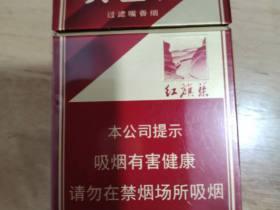 过滤嘴香烟
红旗渠
本公司提示
吸烟有害健康
请勿在禁烟场所吸烟